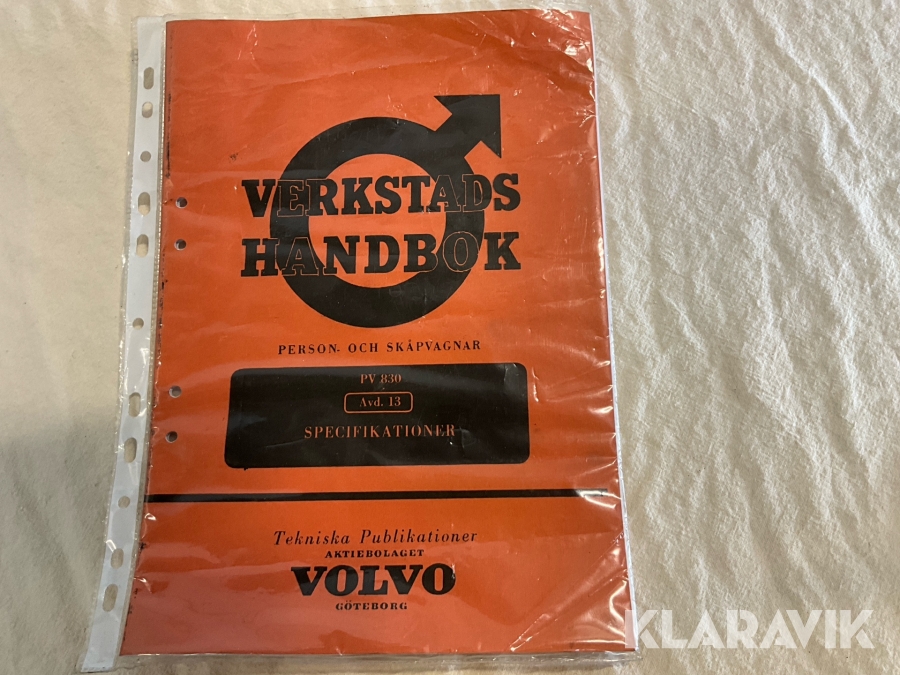 VERKSTADS
HANDBOK
PERSON- OCH SKÅPVAGNAR
PV 830
Avd. 13
SPECIFIKATIONER
Tekniska Publikationer
AKTIEBOLAGET
VOLVO
GÖTEBORG
KLARAVIK